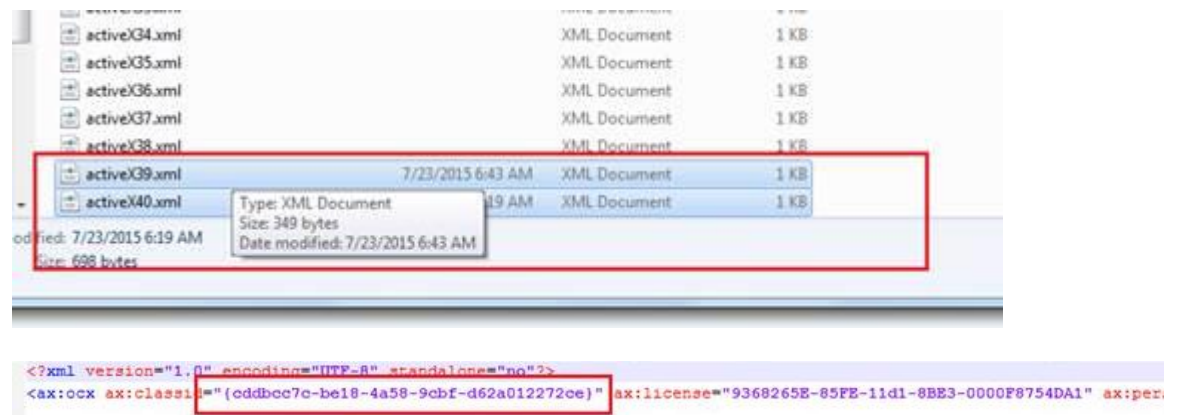 activeX34.xml XML Document 1 KB
activeX35.xml XML Document 1 KB
activeX36.xml XML Document 1 KB
activeX37.xml XML Document 1 KB
activeX38.xml XML Document 1 KB
activeX39.xml 7/23/2015 6:43 AM XML Document 1 KB
activeX40.xml 19 AM XML Document 1 KB
Type: XML Document
Size: 349 bytes
Date modified: 7/23/2015 6:43 AM
odified: 7/23/2015 6:19 AM
Size: 698 bytes
<?xml version="1.0" encoding="UTF-8" standalone="no"?>
<ax:ocx ax:classid="{cddbcc7c-be18-4a58-9cbf-d62a012272ce}" ax:license="9368265E-85FE-11d1-8BE3-0000F8754DA1" ax:per